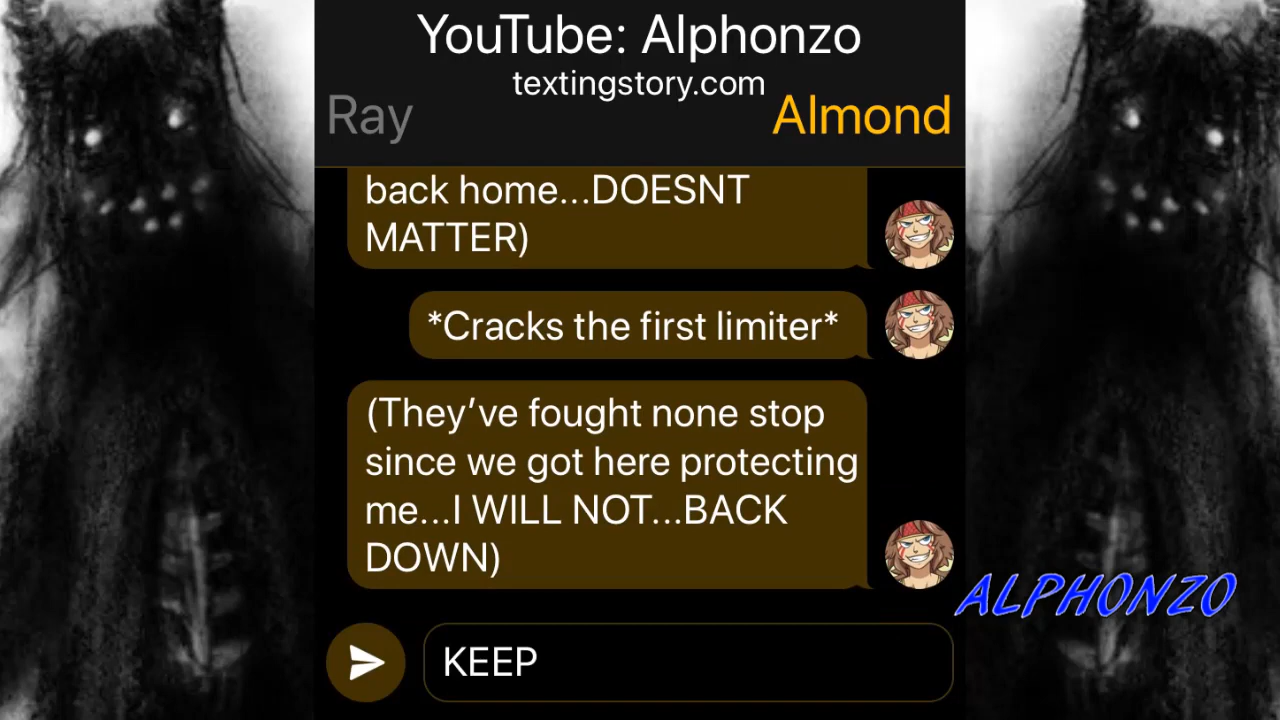 YouTube: Alphonzo
textingstory.com
Ray
Almond
back home...DOESNT
MATTER)
*Cracks the first limiter*
(They’ve fought none stop
since we got here protecting
me...I WILL NOT...BACK
DOWN)
ALPHONZO
KEEP